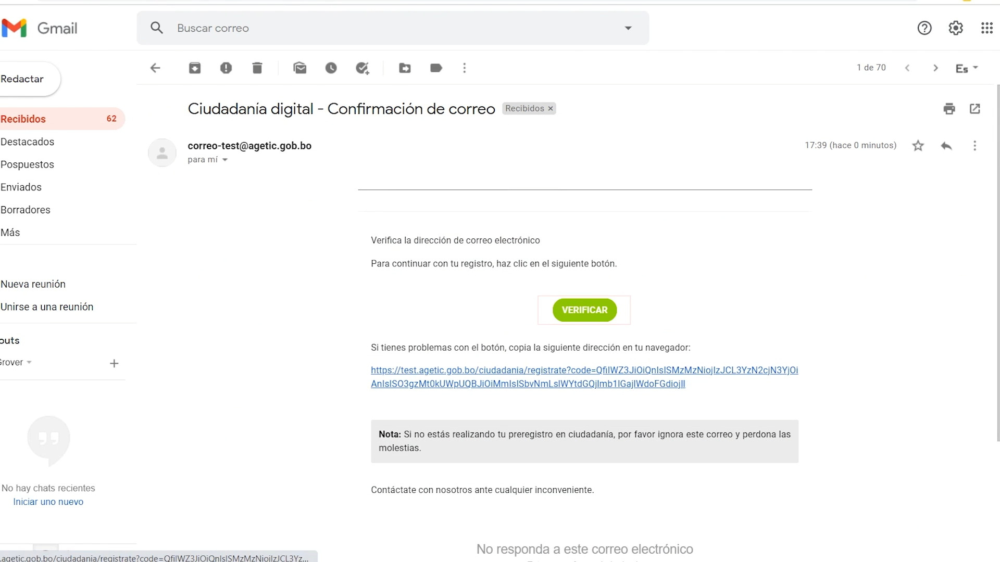 Gmail
Buscar correo
Redactar
1 de 70
Es
Ciudadanía digital - Confirmación de correo
Recibidos ×
Recibidos 62
Destacados
Pospuestos
Enviados
Borradores
Más
correo-test@agetic.gob.bo
17:39 (hace 0 minutos)
para mí
Verifica la dirección de correo electrónico
Para continuar con tu registro, haz clic en el siguiente botón.
VERIFICAR
Si tienes problemas con el botón, copia la siguiente dirección en tu navegador:
https://test.agetic.gob.bo/ciudadania/registrate?code=QfiIWZ3JiOiQnIsISMzMzNiojIzJCL3YzN2cjN3YjOi
AnIsISO3gzMt0kUWpUQBJiOiMmIsISbvNmLsIWYtdGQjlmb1lGajlWdoFGdiojIl
Nota: Si no estás realizando tu preregistro en ciudadanía, por favor ignora este correo y perdona las
molestias.
Contáctate con nosotros ante cualquier inconveniente.
No responda a este correo electrónico
Nueva reunión
Unirse a una reunión
outs
Grover
No hay chats recientes
Iniciar uno nuevo
.agetic.gob.bo/ciudadania/registrate?code=QfiIWZ3JiOiQnIsISMzMzNiojIzJCL3Yz...